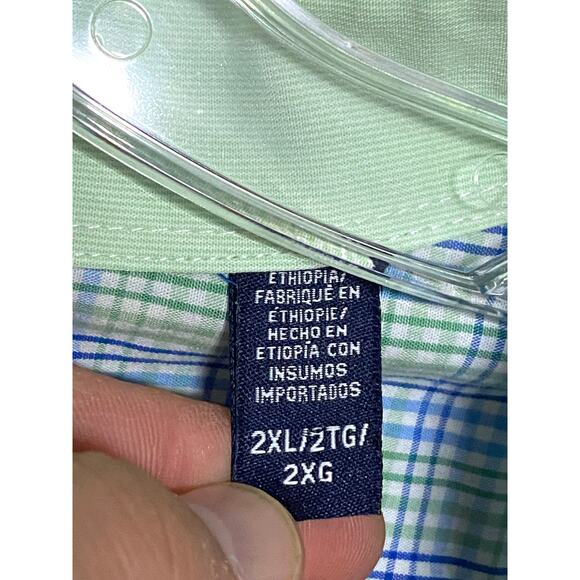 ETHIOPIA/
FABRIQUÉ EN
ÉTHIOPIE/
HECHO EN
ETIOPÍA CON
INSUMOS
IMPORTADOS
2XL/2TG/
2XG